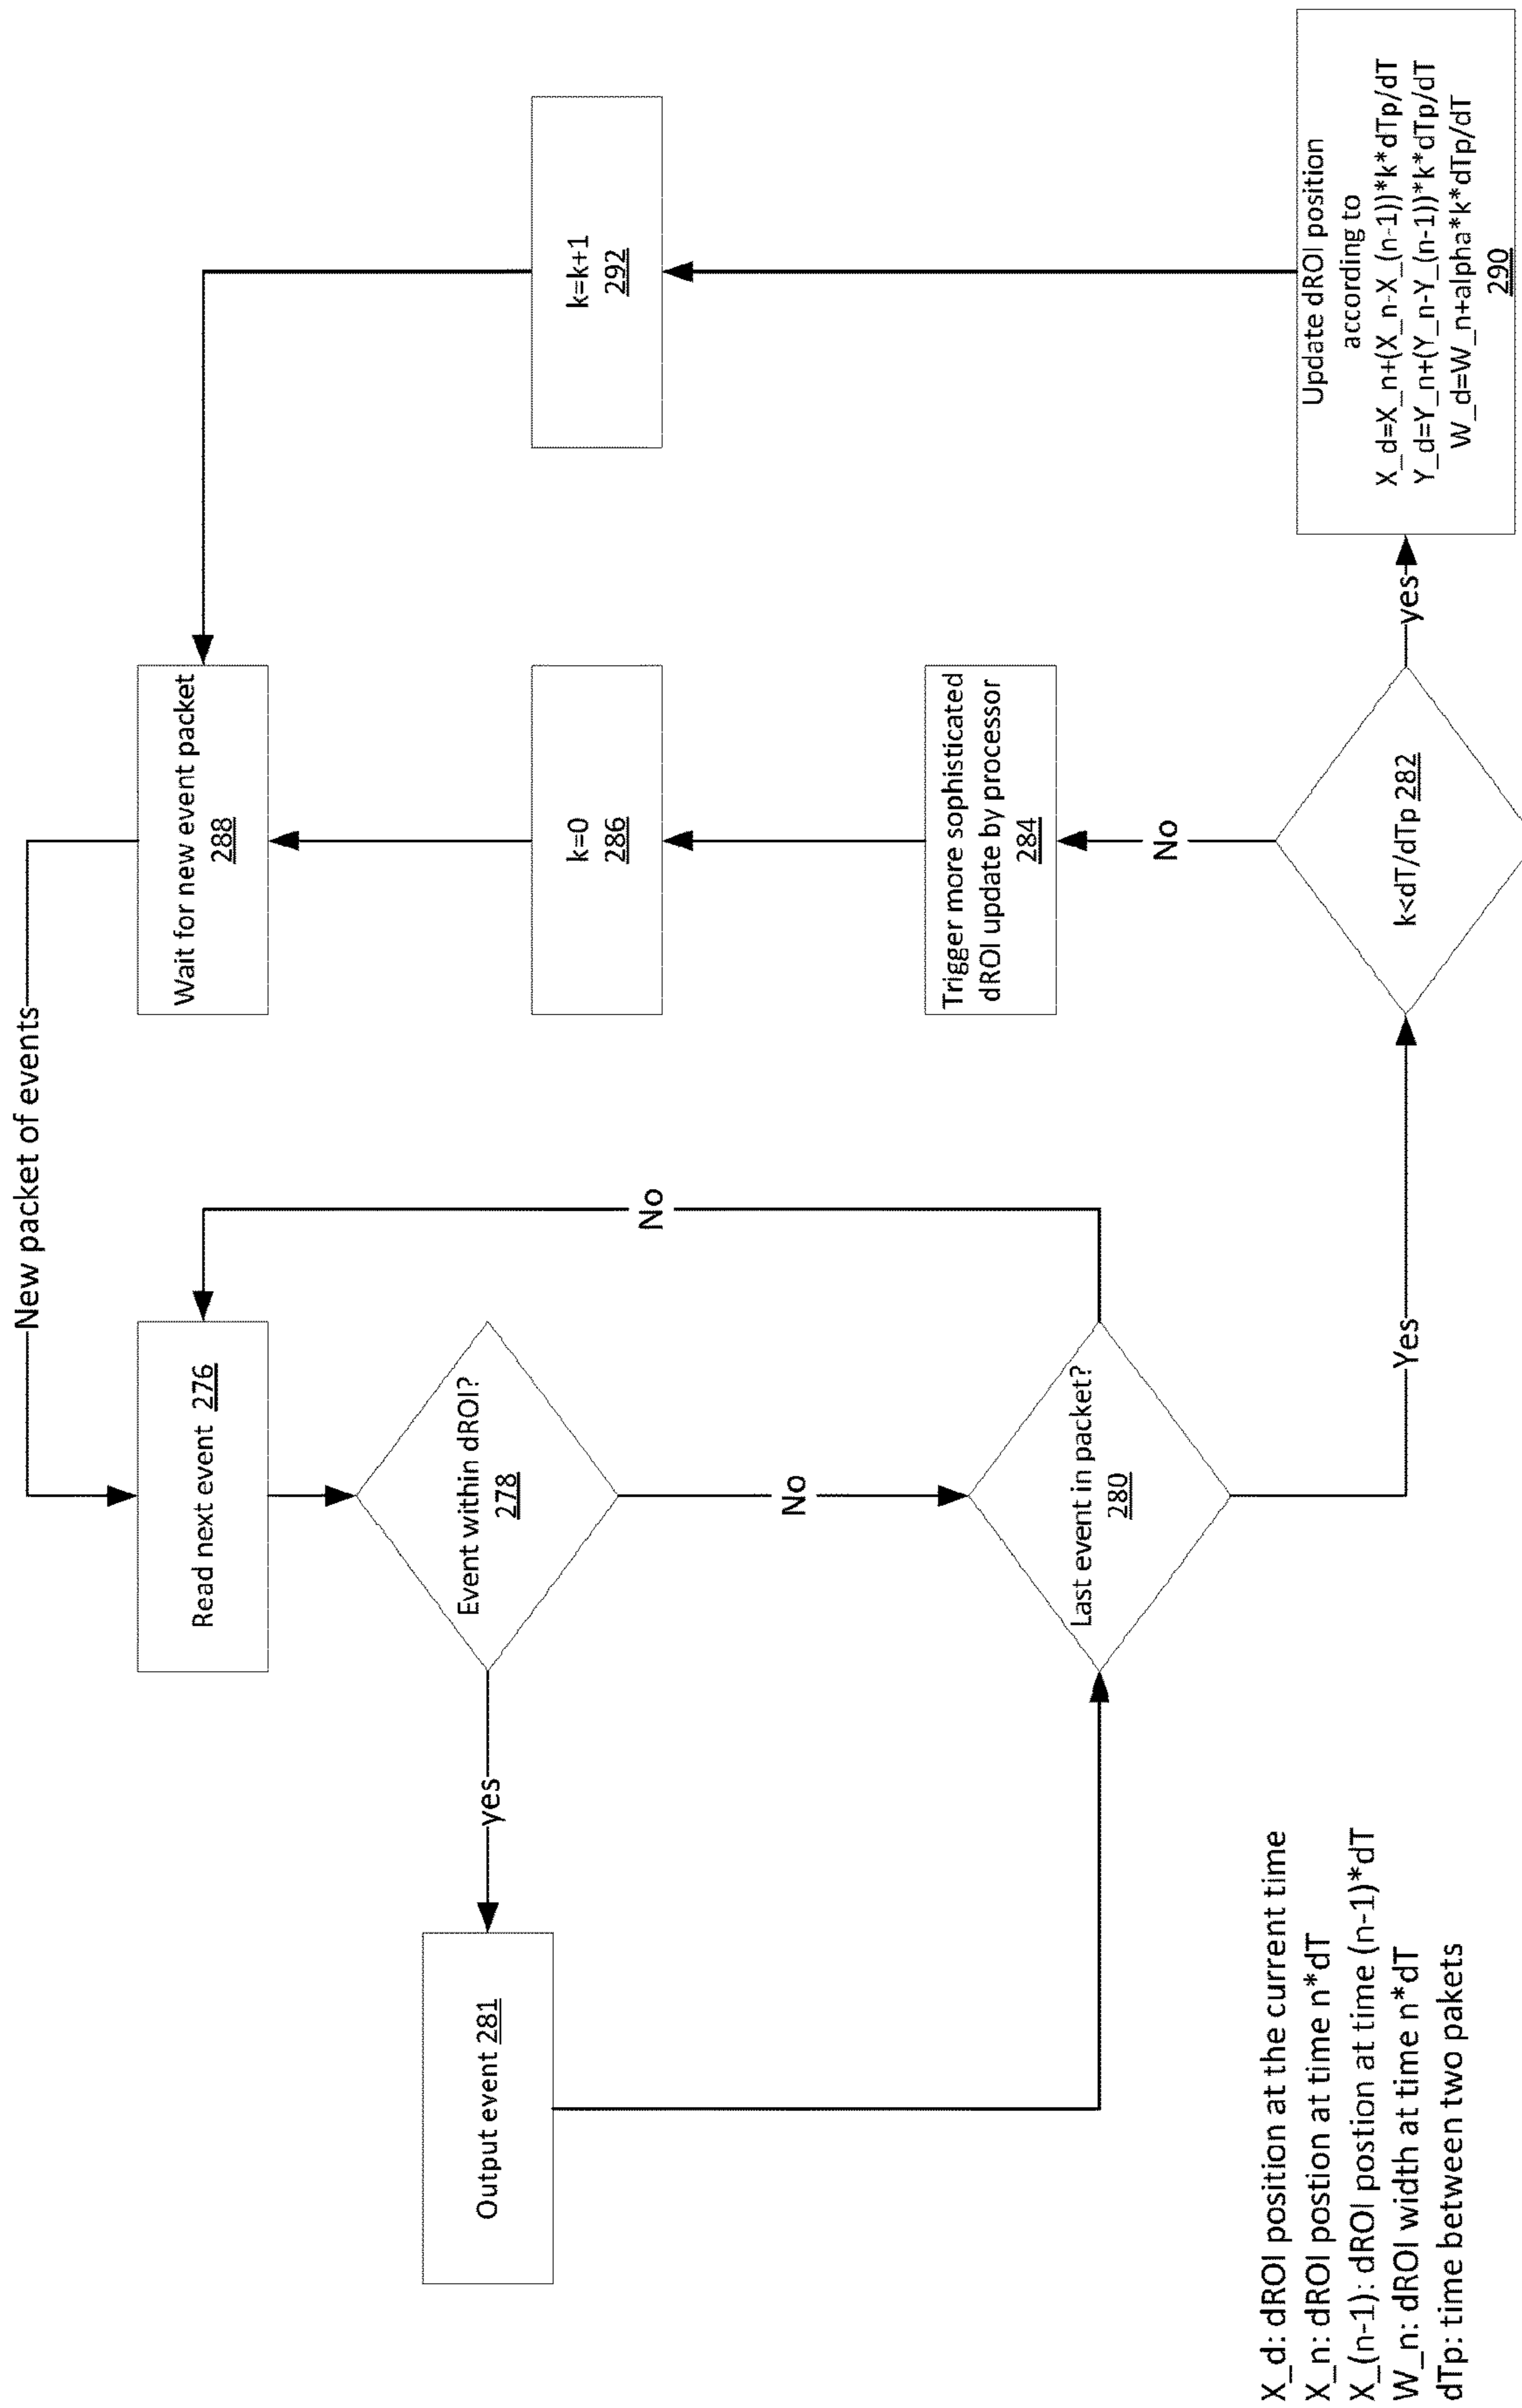 New packet of events
Read next event 276
Event within dROI?
278
yes
Output event 281
No
Last event in packet?
280
No
Yes
k<dT/dTp 282
No
Trigger more sophisticated
dROI update by processor
284
k=0
286
Wait for new event packet
288
yes
Update dROI position
according to
X_d=X_n+(X_n-X_(n-1))*k*dTp/dT
Y_d=Y_n+(Y_n-Y_(n-1))*k*dTp/dT
W_d=W_n+alpha*k*dTp/dT
290
k=k+1
292
X_d: dROI position at the current time
X_n: dROI postion at time n*dT
X_(n-1): dROI postion at time (n-1)*dT
W_n: dROI width at time n*dT
dTp: time between two pakets